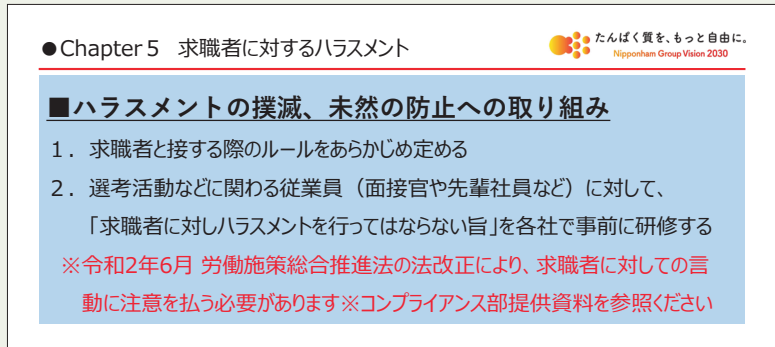 ●Chapter 5 求職者に対するハラスメント
たんぱく質を、もっと自由に。
Nipponham Group Vision 2030
■ハラスメントの撲滅、未然の防止への取り組み
１．求職者と接する際のルールをあらかじめ定める
２．選考活動などに関わる従業員（面接官や先輩社員など）に対して、
「求職者に対しハラスメントを行ってはならない旨」を各社で事前に研修する
※令和2年6月 労働施策総合推進法の法改正により、求職者に対しての言
動に注意を払う必要があります※コンプライアンス部提供資料を参照ください